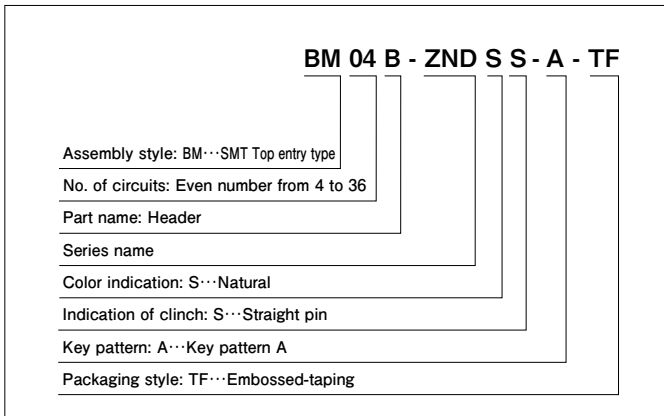 BM 04 B - ZND S S - A - TF
Assembly style: BM···SMT Top entry type
No. of circuits: Even number from 4 to 36
Part name: Header
Series name
Color indication: S···Natural
Indication of clinch: S···Straight pin
Key pattern: A···Key pattern A
Packaging style: TF···Embossed-taping